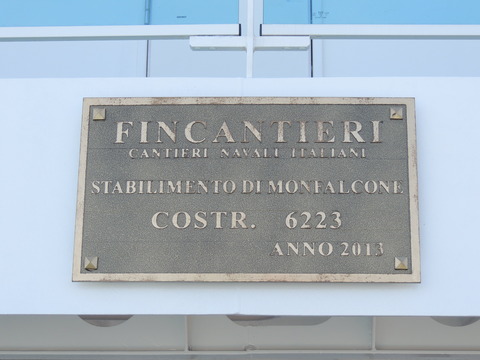 FINCANTIERI
CANTIERI NAVALI ITALIANI
STABILIMENTO DI MONFALCONE
COSTR. 6223
ANNO 2013